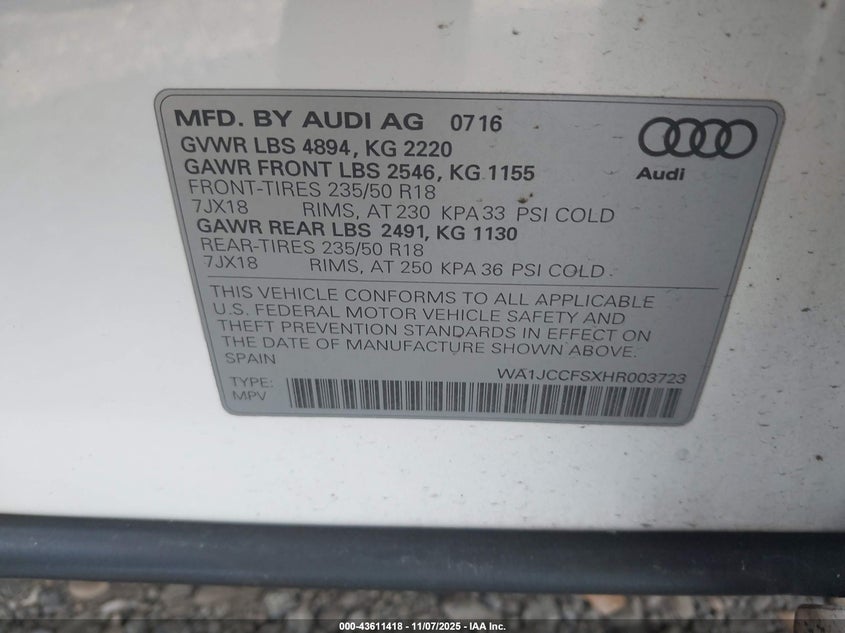 MFD. BY AUDI AG 0716
GVWR LBS 4894, KG 2220
GAWR FRONT LBS 2546, KG 1155
FRONT-TIRES 235/50 R18
7JX18 RIMS, AT 230 KPA 33 PSI COLD
GAWR REAR LBS 2491, KG 1130
REAR-TIRES 235/50 R18
7JX18 RIMS, AT 250 KPA 36 PSI COLD.
Audi
THIS VEHICLE CONFORMS TO ALL APPLICABLE
U.S. FEDERAL MOTOR VEHICLE SAFETY AND
THEFT PREVENTION STANDARDS IN EFFECT ON
THE DATE OF MANUFACTURE SHOWN ABOVE.
SPAIN
WA1JCCFSXHR003723
TYPE:
MPV
000-43611418 - 11/07/2025 - IAA Inc.